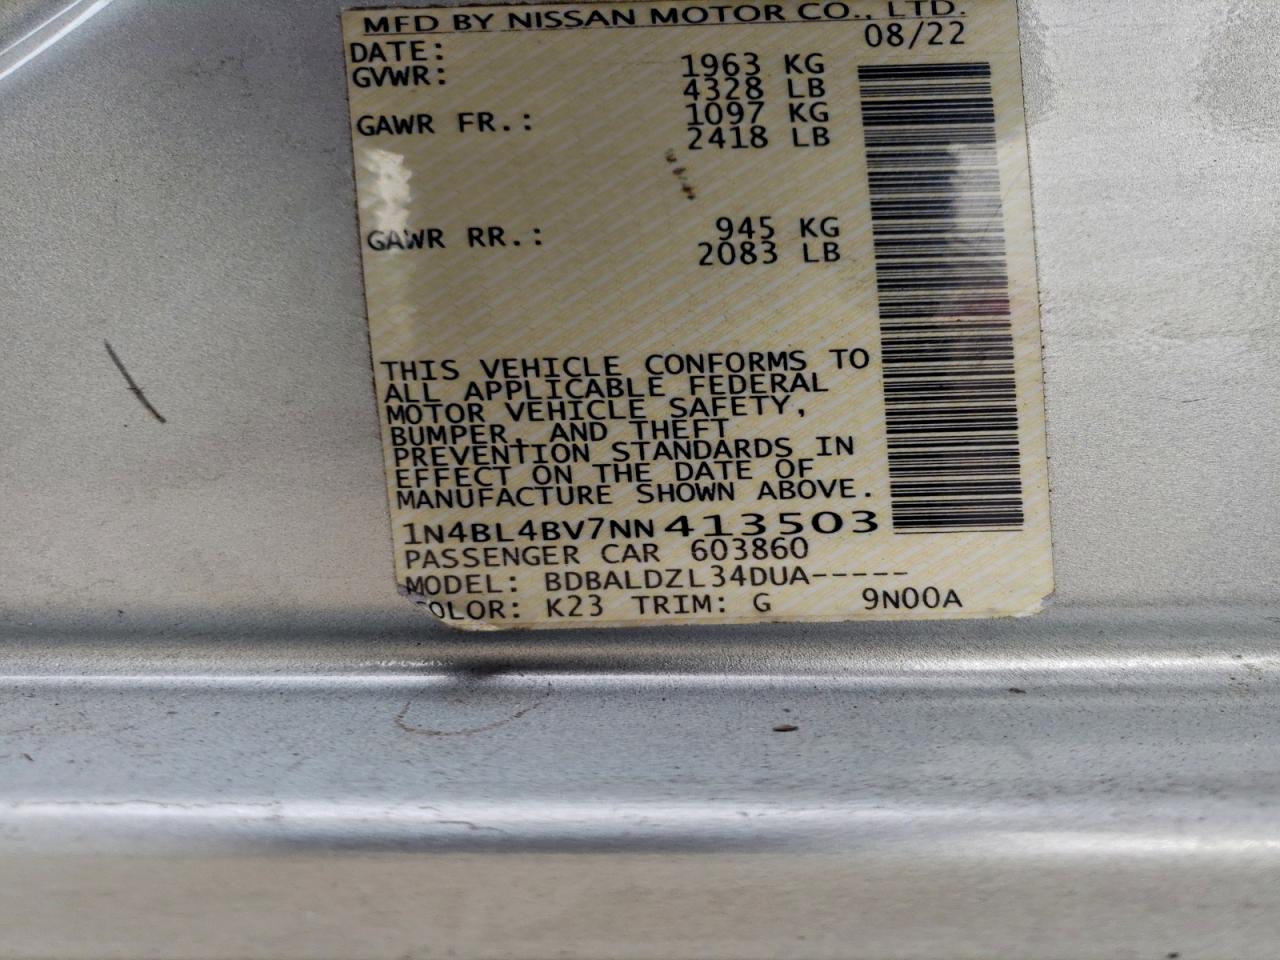 MFD BY NISSAN MOTOR CO., LTD.
DATE: 08/22
GVWR: 1963 KG
4328 LB
GAWR FR.: 1097 KG
2418 LB
GAWR RR.: 945 KG
2083 LB
THIS VEHICLE CONFORMS TO
ALL APPLICABLE FEDERAL
MOTOR VEHICLE SAFETY,
BUMPER, AND THEFT
PREVENTION STANDARDS IN
EFFECT ON THE DATE OF
MANUFACTURE SHOWN ABOVE.
1N4BL4BV7NN413503
PASSENGER CAR 603860
MODEL: BDBALDZL34DUA-----
COLOR: K23 TRIM: G 9N00A